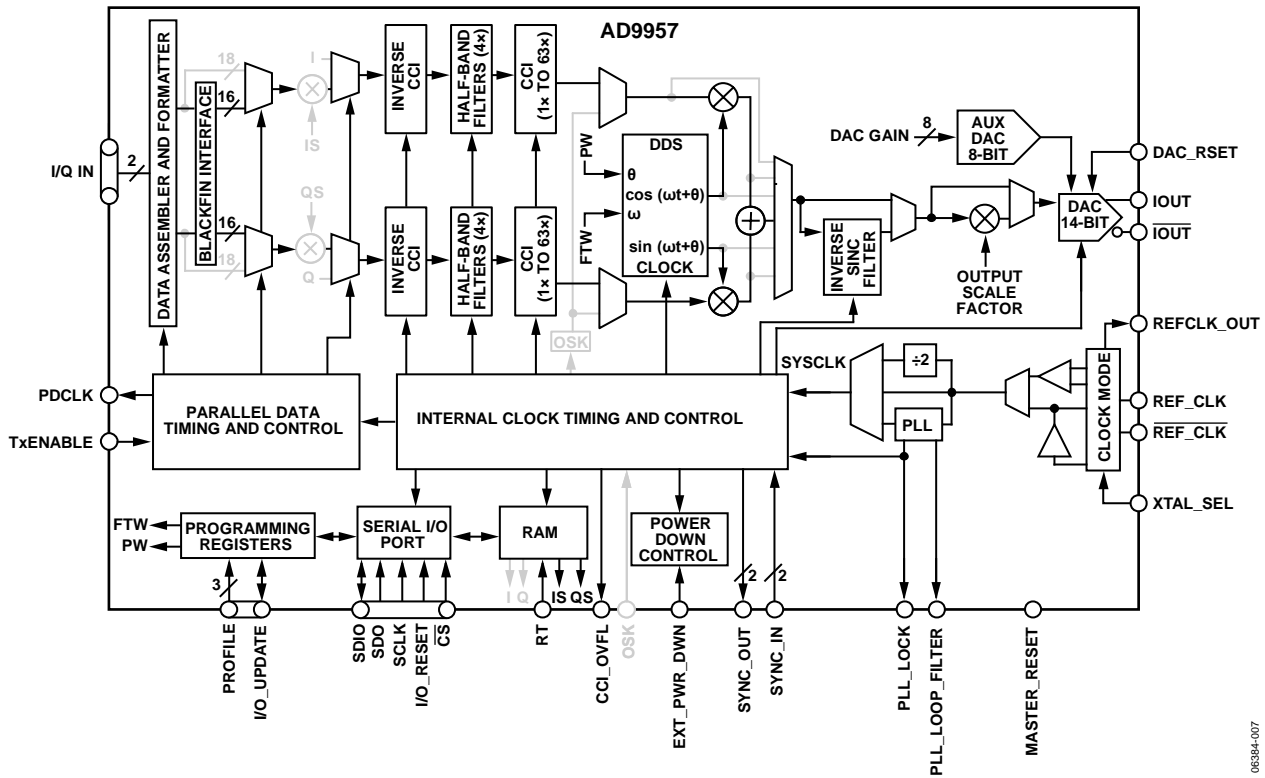 AD9957
I/Q IN
2
DATA ASSEMBLER AND FORMATTER
BLACKFIN INTERFACE
18
16
16
18
I
IS
QS
Q
INVERSE
CCI
HALF-BAND
FILTERS (4×)
CCI
(1× TO 63×)
INVERSE
CCI
HALF-BAND
FILTERS (4×)
CCI
(1× TO 63×)
OSK
PW
FTW
DDS
θ
cos (ωt+θ)
ω
sin (ωt+θ)
CLOCK
INVERSE
SINC
FILTER
OUTPUT
SCALE
FACTOR
DAC GAIN
8
AUX
DAC
8-BIT
DAC
14-BIT
DAC_RSET
IOUT
IOUT
REFCLK_OUT
REF_CLK
REF_CLK
XTAL_SEL
CLOCK MODE
SYSCLK
÷2
PLL
PDCLK
TxENABLE
PARALLEL DATA
TIMING AND CONTROL
INTERNAL CLOCK TIMING AND CONTROL
FTW
PW
PROGRAMMING
REGISTERS
SERIAL I/O
PORT
RAM
POWER
DOWN
CONTROL
3
I
Q
IS
QS
2
2
PROFILE
I/O_UPDATE
SDIO
SDO
SCLK
I/O_RESET
CS
RT
CCI_OVFL
OSK
EXT_PWR_DWN
SYNC_OUT
SYNC_IN
PLL_LOCK
PLL_LOOP_FILTER
MASTER_RESET
06384-007